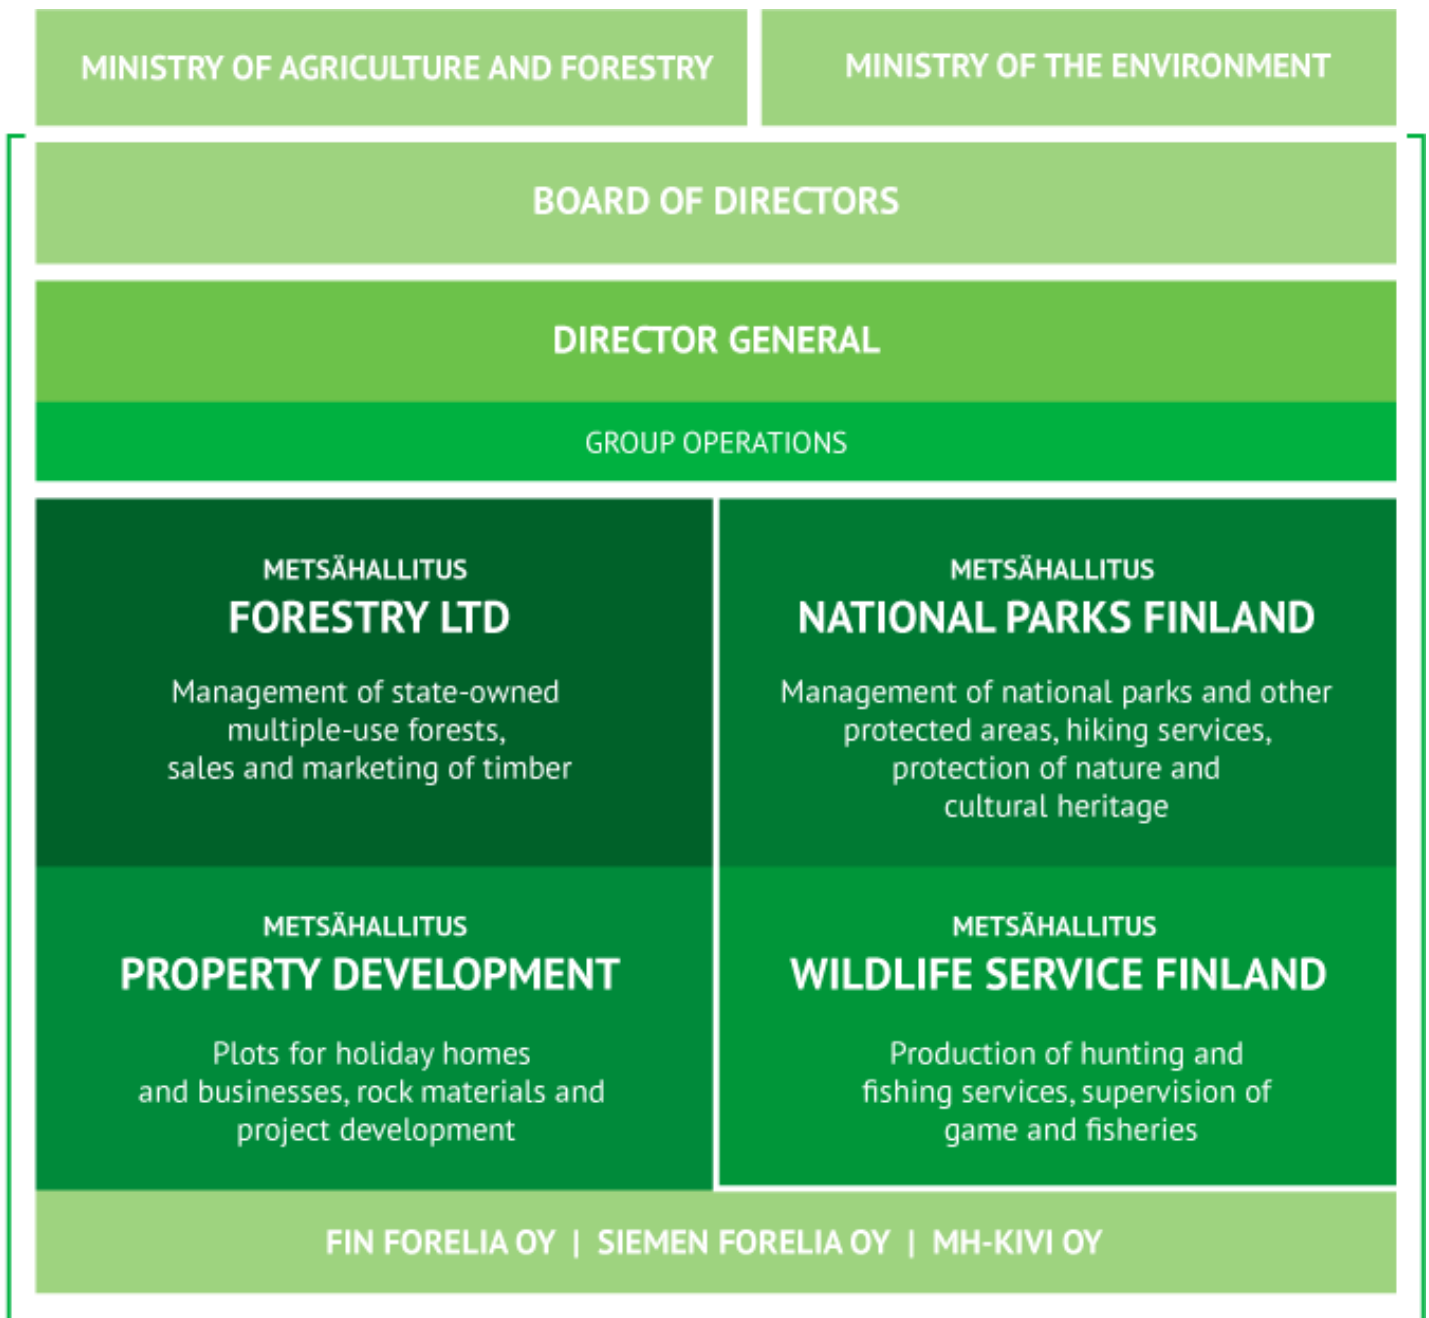 MINISTRY OF AGRICULTURE AND FORESTRY
MINISTRY OF THE ENVIRONMENT
BOARD OF DIRECTORS
DIRECTOR GENERAL
GROUP OPERATIONS
METSÄHALLITUS
FORESTRY LTD
Management of state-owned
multiple-use forests,
sales and marketing of timber
METSÄHALLITUS
NATIONAL PARKS FINLAND
Management of national parks and other
protected areas, hiking services,
protection of nature and
cultural heritage
METSÄHALLITUS
PROPERTY DEVELOPMENT
Plots for holiday homes
and businesses, rock materials and
project development
METSÄHALLITUS
WILDLIFE SERVICE FINLAND
Production of hunting and
fishing services, supervision of
game and fisheries
FIN FORELIA OY | SIEMEN FORELIA OY | MH-KIVI OY